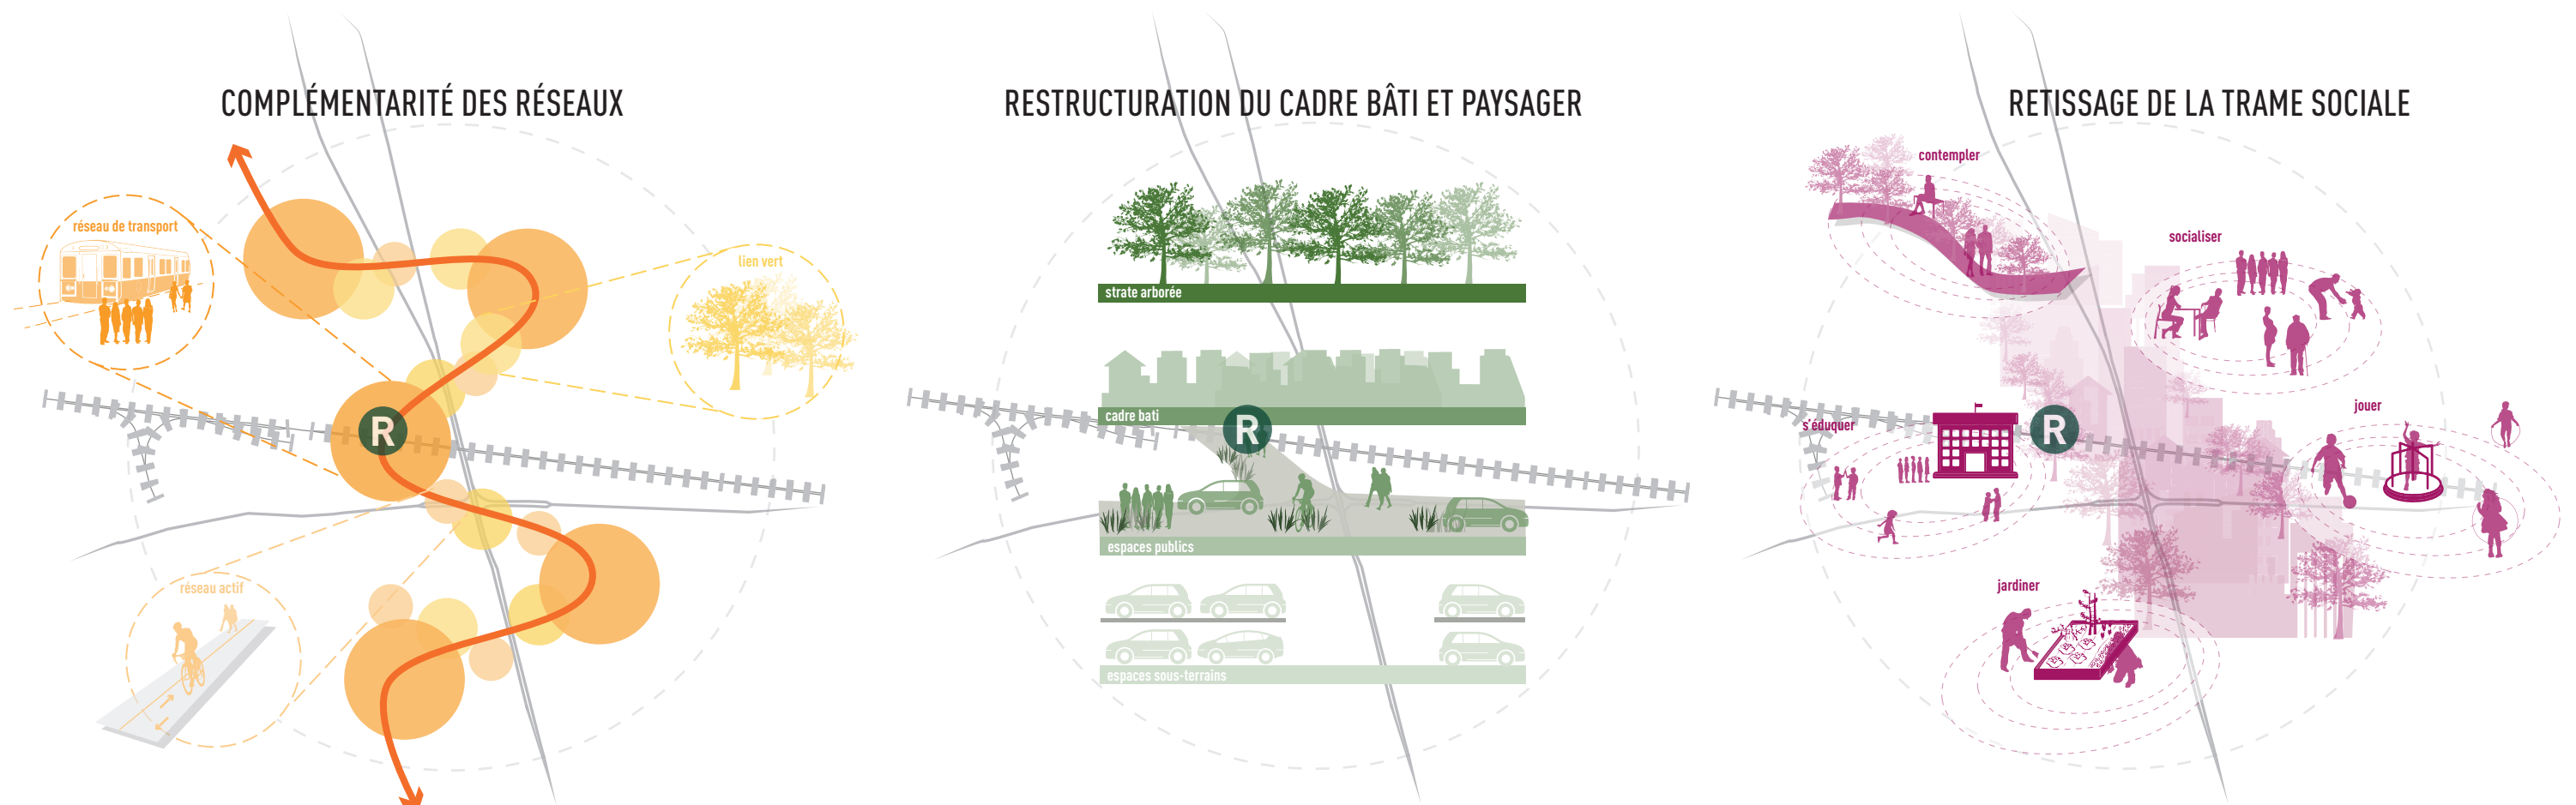 COMPLÉMENTARITÉ DES RÉSEAUX
réseau de transport
lien vert
R
réseau actif
RESTRUCTURATION DU CADRE BÂTI ET PAYSAGER
strate arborée
cadre bati
R
espaces publics
espaces sous-terrains
RETISSAGE DE LA TRAME SOCIALE
contempler
socialiser
jouer
s'éduquer
R
jardiner